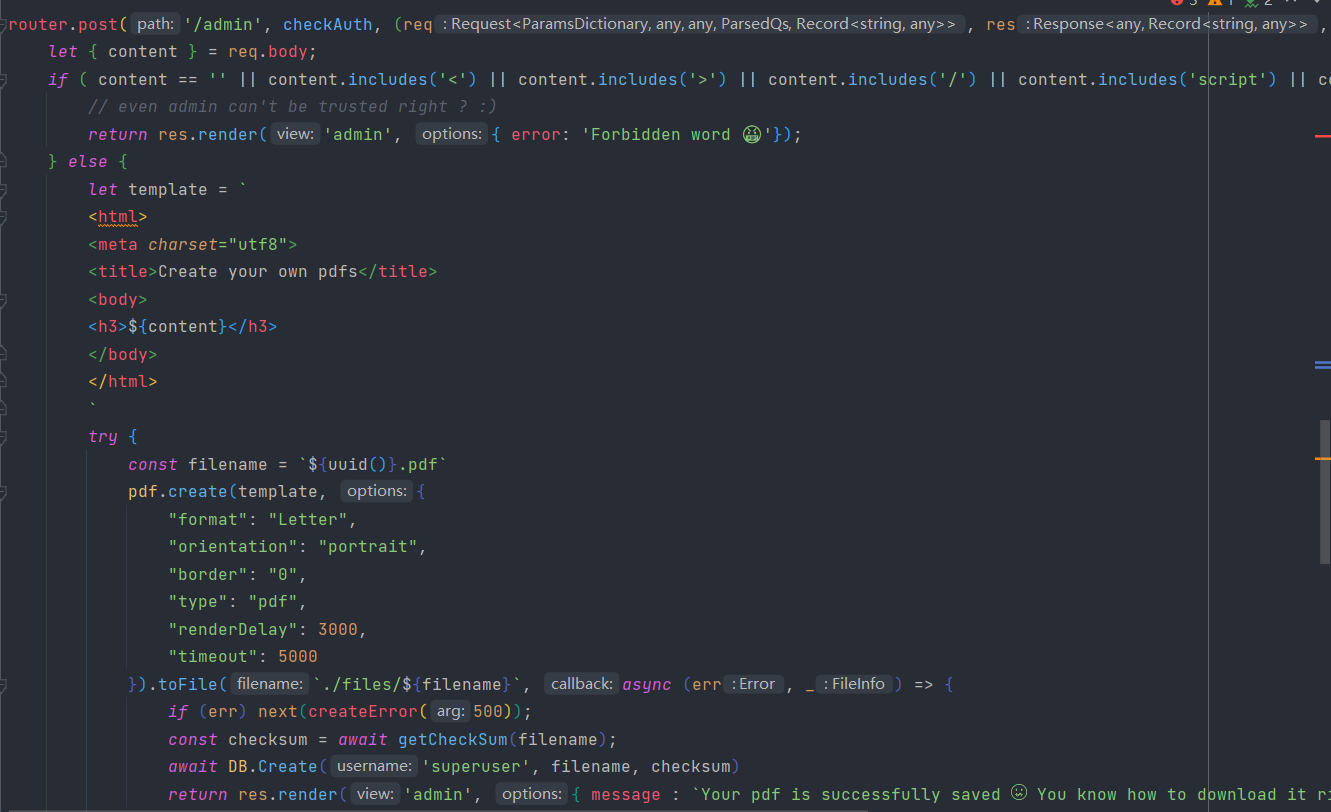 3 1 2
router.post( path: '/admin', checkAuth, (req : Request<ParamsDictionary, any, any, ParsedQs, Record<string, any>> , res : Response<any, Record<string, any>> ,
let { content } = req.body;
if ( content == '' || content.includes('<') || content.includes('>') || content.includes('/') || content.includes('script') || co
// even admin can't be trusted right ? :)
return res.render( view: 'admin', options: { error: 'Forbidden word 🤬'});
} else {
let template = `
<html>
<meta charset="utf8">
<title>Create your own pdfs</title>
<body>
<h3>${content}</h3>
</body>
</html>
`
try {
const filename = `${uuid()}.pdf`
pdf.create(template, options: {
"format": "Letter",
"orientation": "portrait",
"border": "0",
"type": "pdf",
"renderDelay": 3000,
"timeout": 5000
}).toFile( filename: `./files/${filename}`, callback: async (err : Error , _ : FileInfo ) => {
if (err) next(createError( arg: 500));
const checksum = await getCheckSum(filename);
await DB.Create( username: 'superuser', filename, checksum)
return res.render( view: 'admin', options: { message : `Your pdf is successfully saved 🙂 You know how to download it ri